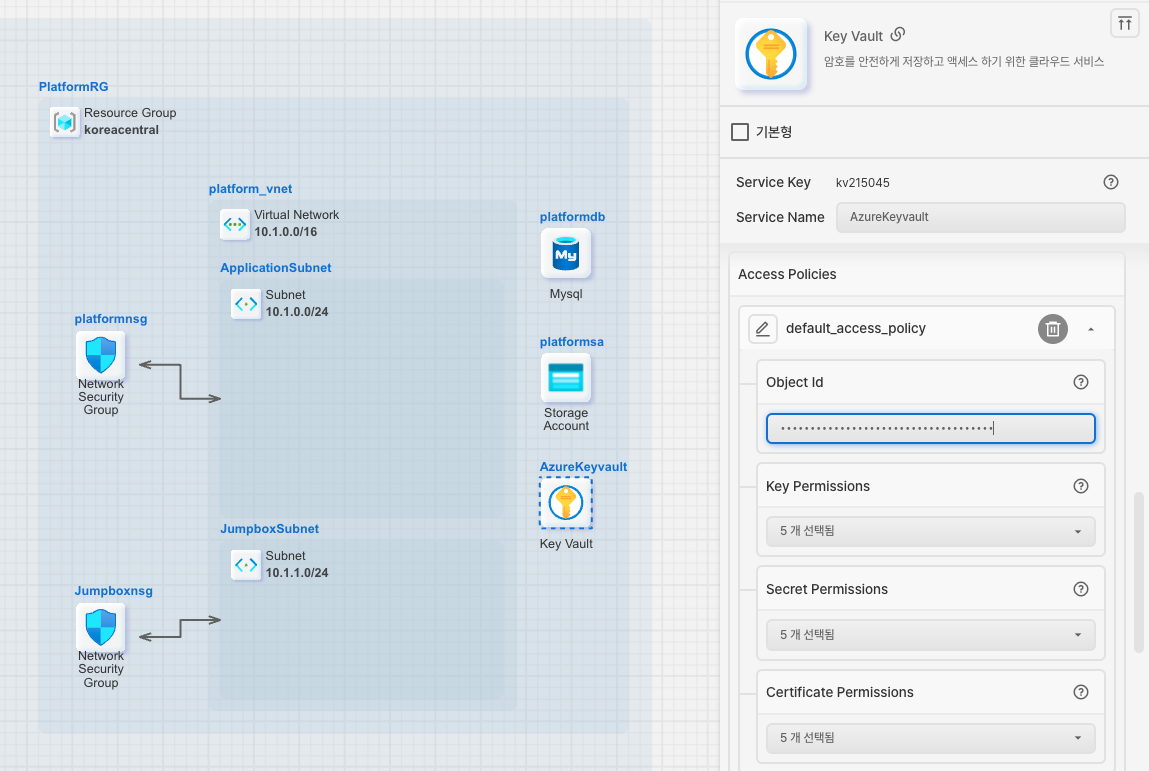 PlatformRG
Resource Group
koreacentral
platform_vnet
Virtual Network
10.1.0.0/16
ApplicationSubnet
Subnet
10.1.0.0/24
platformnsg
Network
Security
Group
JumpboxSubnet
Subnet
10.1.1.0/24
Jumpboxnsg
Network
Security
Group
platformdb
My
Mysql
platformsa
Storage
Account
AzureKeyvault
Key Vault
Key Vault
암호를 안전하게 저장하고 액세스 하기 위한 클라우드 서비스
기본형
Service Key kv215045
Service Name AzureKeyvault
Access Policies
default_access_policy
Object Id
Key Permissions
5 개 선택됨
Secret Permissions
5 개 선택됨
Certificate Permissions
5 개 선택됨